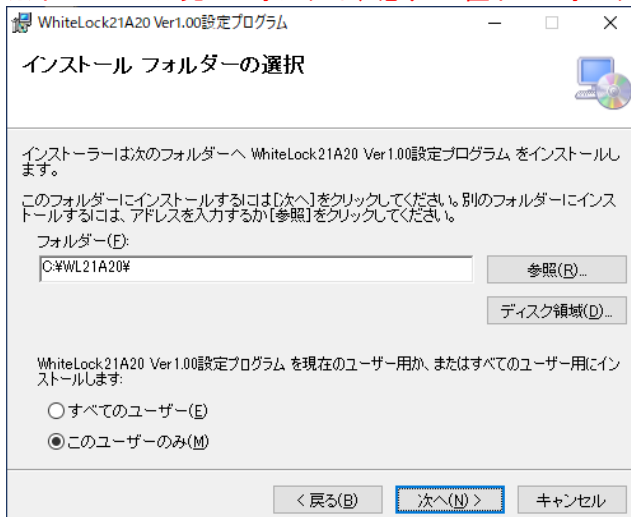 WhiteLock21A20 Ver1.00設定プログラム
インストール フォルダーの選択
インストーラーは次のフォルダーへ WhiteLock21A20 Ver1.00設定プログラム をインストールし
ます。
このフォルダーにインストールするには[次へ]をクリックしてください。別のフォルダーにインス
トールするには、アドレスを入力するか[参照]をクリックしてください。
フォルダー(F):
C:¥WL21A20¥
参照(R)...
ディスク領域(D)...
WhiteLock21A20 Ver1.00設定プログラム を現在のユーザー用か、またはすべてのユーザー用にイン
ストールします:
すべてのユーザー(E)
このユーザーのみ(M)
< 戻る(B)
次へ(N) >
キャンセル